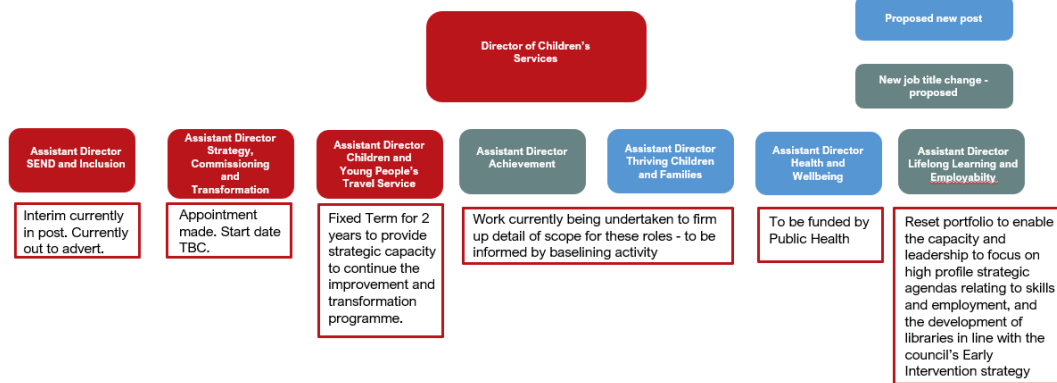 Proposed new post
Director of Children's
Services
New job title change -
proposed
Assistant Director
SEND and Inclusion
Assistant Director
Strategy,
Commissioning
and
Transformation
Assistant Director
Children and
Young People's
Travel Service
Assistant Director
Achievement
Assistant Director
Thriving Children
and Families
Assistant Director
Health and
Wellbeing
Assistant Director
Lifelong Learning and
Employabilty
Interim currently
in post. Currently
out to advert.
Appointment
made. Start date
TBC.
Fixed Term for 2
years to provide
strategic capacity
to continue the
improvement and
transformation
programme.
Work currently being undertaken to firm
up detail of scope for these roles - to be
informed by baselining activity
To be funded by
Public Health
Reset portfolio to enable
the capacity and
leadership to focus on
high profile strategic
agendas relating to skills
and employment, and
the development of
libraries in line with the
council's Early
Intervention strategy